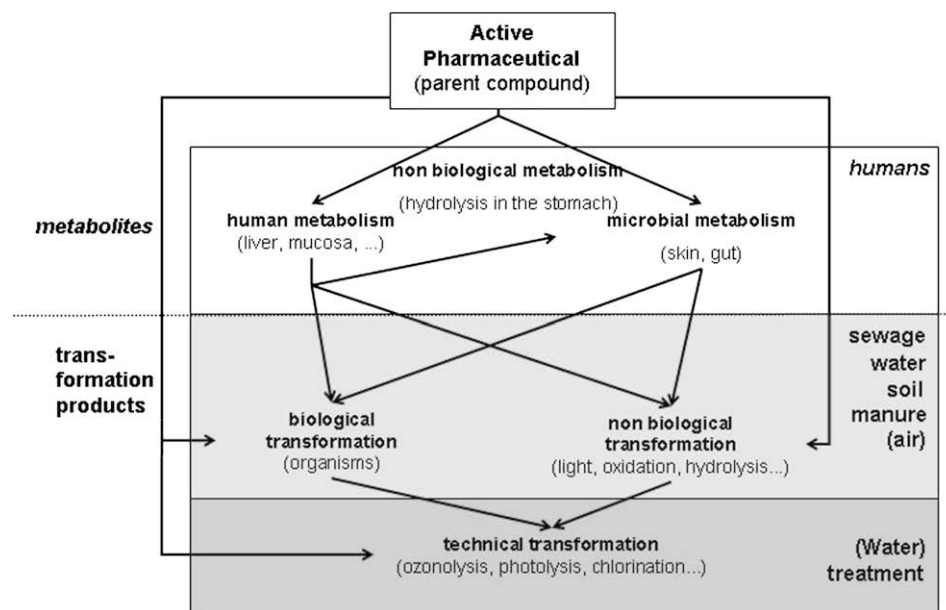 Active
Pharmaceutical
(parent compound)
non biological metabolism
humans
(hydrolysis in the stomach)
metabolites
human metabolism
microbial metabolism
(liver, mucosa, ...)
(skin, gut)
trans-
formation
products
sewage
water
soil
manure
(air)
biological
transformation
(organisms)
non biological
transformation
(light, oxidation, hydrolysis...)
technical transformation
(ozonolysis, photolysis, chlorination...)
(Water)
treatment